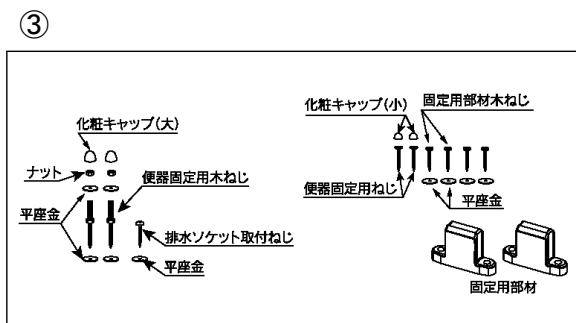 ③
化粧キャップ(大)
ナット
便器固定用木ねじ
平座金
排水ソケット取付ねじ
平座金
化粧キャップ(小)
固定用部材木ねじ
便器固定用ねじ
平座金
固定用部材